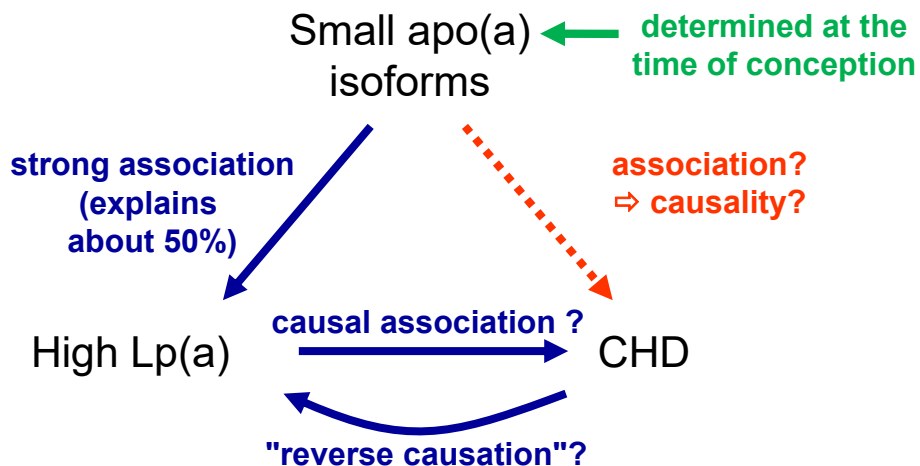 Small apo(a)
isoforms
determined at the
time of conception
strong association
(explains
about 50%)
association?
⇨ causality?
causal association ?
High Lp(a)
CHD
"reverse causation"?